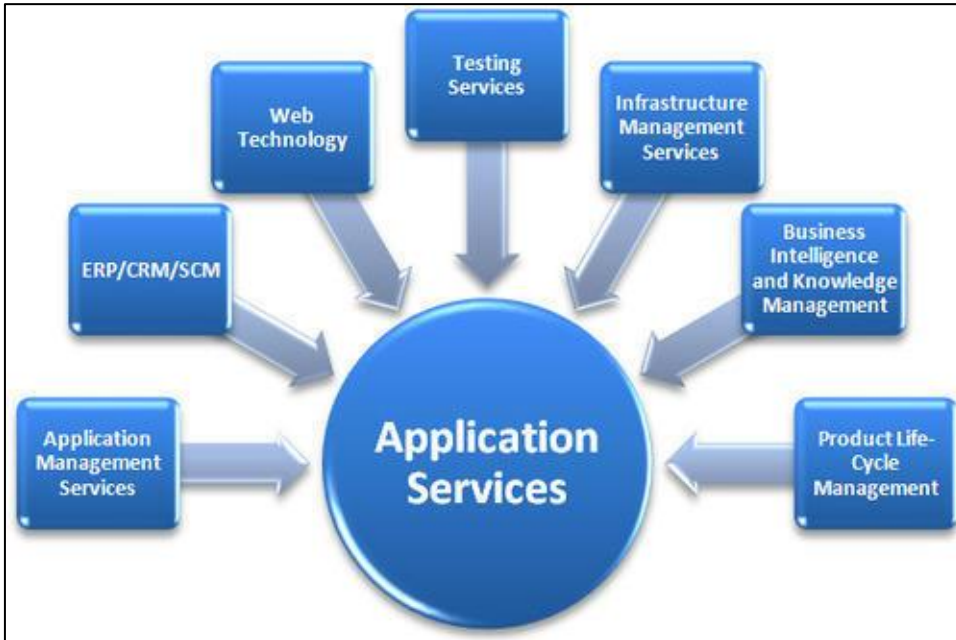 Testing
Services
Web
Technology
Infrastructure
Management
Services
ERP/CRM/SCM
Business
Intelligence
and Knowledge
Management
Application
Management
Services
Application
Services
Product Life-
Cycle
Management